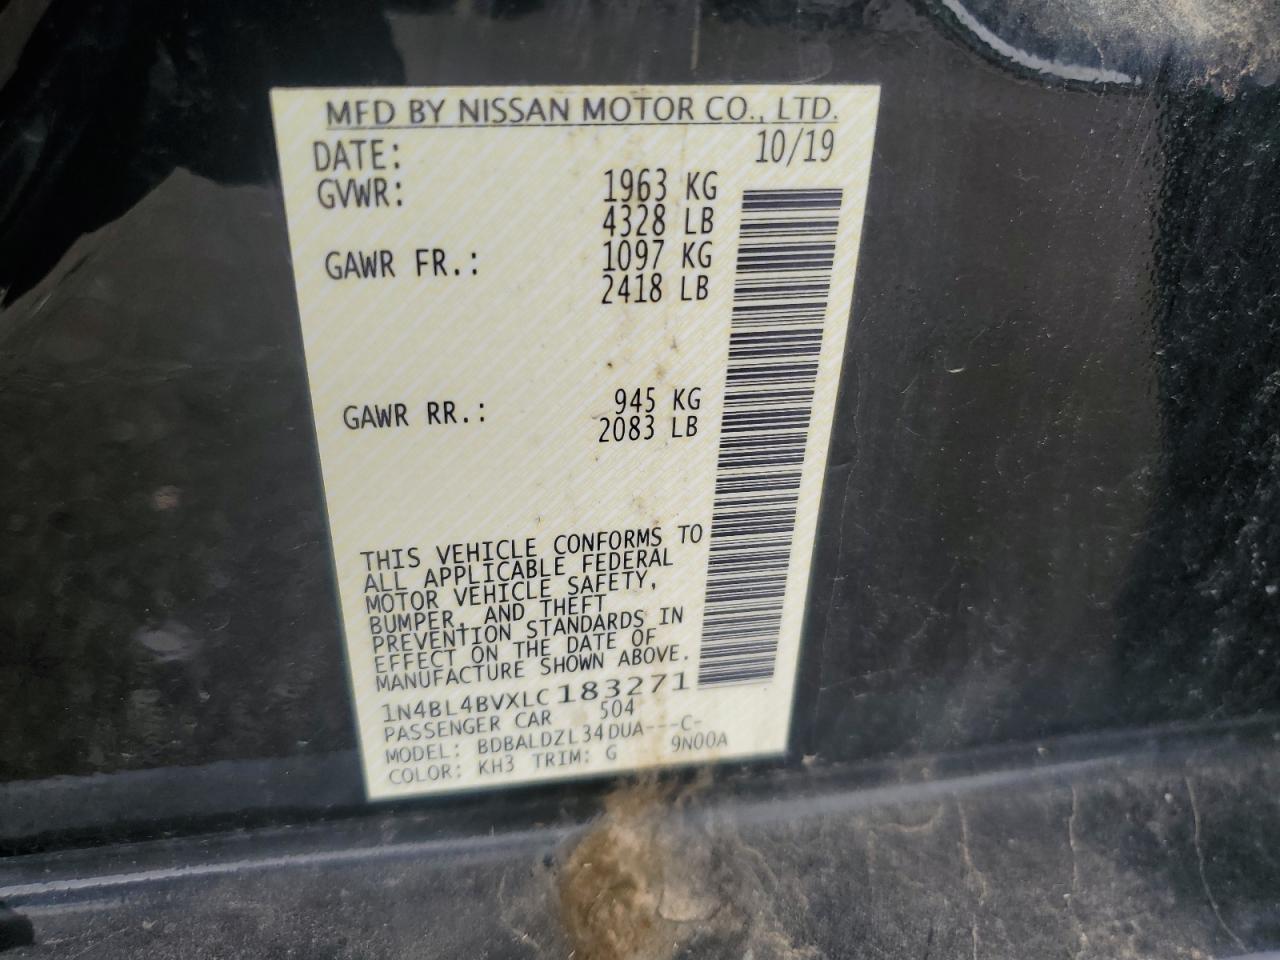 MFD BY NISSAN MOTOR CO., LTD.
DATE: 10/19
GVWR: 1963 KG
4328 LB
GAWR FR.: 1097 KG
2418 LB
GAWR RR.: 945 KG
2083 LB
THIS VEHICLE CONFORMS TO
ALL APPLICABLE FEDERAL
MOTOR VEHICLE SAFETY,
BUMPER, AND THEFT
PREVENTION STANDARDS IN
EFFECT ON THE DATE OF
MANUFACTURE SHOWN ABOVE.
1N4BL4BVXLC183271
PASSENGER CAR 504
MODEL: BDBALDZL34DUA---C-
COLOR: KH3 TRIM: G 9N00A